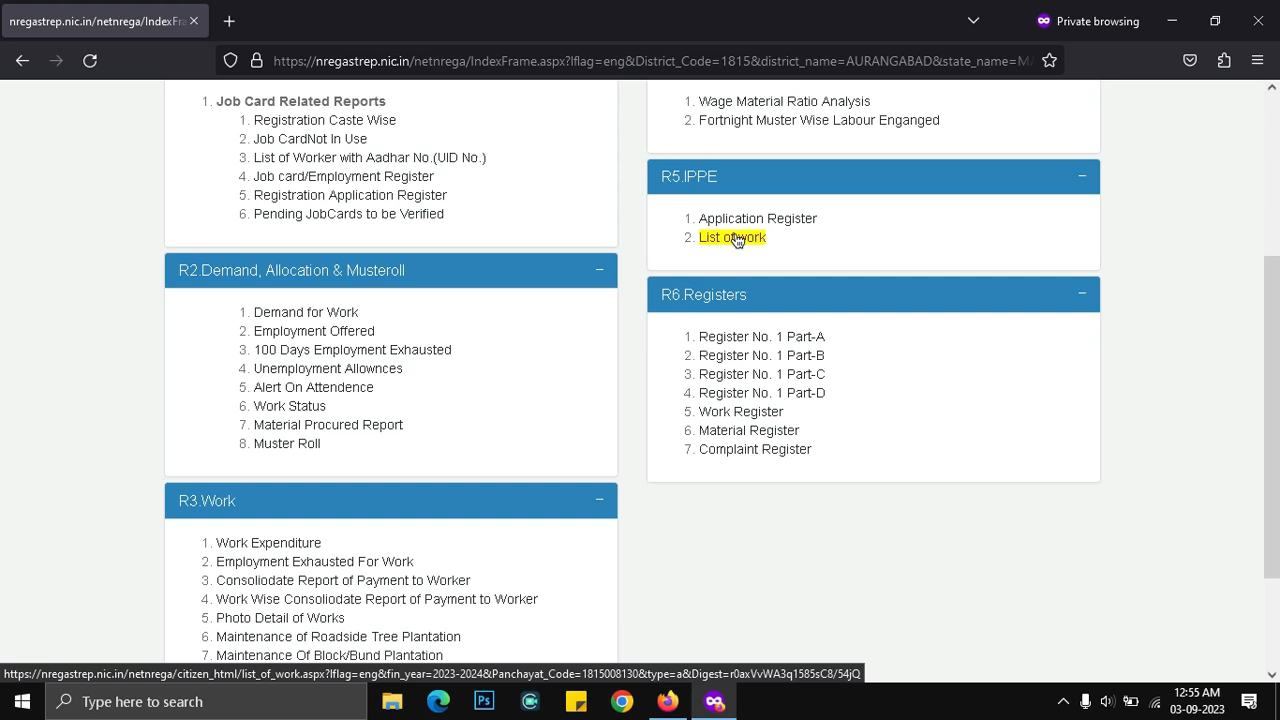 nregastrep.nic.in/netnrega/IndexFra
Private browsing
https://nregastrep.nic.in/netnrega/IndexFrame.aspx?lflag=eng&District_Code=1815&district_name=AURANGABAD&state_name=MA
1. Job Card Related Reports
1. Registration Caste Wise
2. Job CardNot In Use
3. List of Worker with Aadhar No.(UID No.)
4. Job card/Employment Register
5. Registration Application Register
6. Pending JobCards to be Verified
R2.Demand, Allocation & Musteroll −
1. Demand for Work
2. Employment Offered
3. 100 Days Employment Exhausted
4. Unemployment Allownces
5. Alert On Attendence
6. Work Status
7. Material Procured Report
8. Muster Roll
R3.Work −
1. Work Expenditure
2. Employment Exhausted For Work
3. Consoliodate Report of Payment to Worker
4. Work Wise Consoliodate Report of Payment to Worker
5. Photo Detail of Works
6. Maintenance of Roadside Tree Plantation
7. Maintenance Of Block/Bund Plantation
1. Wage Material Ratio Analysis
2. Fortnight Muster Wise Labour Enganged
R5.IPPE −
1. Application Register
2. List of work
R6.Registers −
1. Register No. 1 Part-A
2. Register No. 1 Part-B
3. Register No. 1 Part-C
4. Register No. 1 Part-D
5. Work Register
6. Material Register
7. Complaint Register
https://nregastrep.nic.in/netnrega/citizen_html/list_of_work.aspx?lflag=eng&fin_year=2023-2024&Panchayat_Code=1815008130&type=a&Digest=r0axVvWA3q1585sC8/54jQ
Type here to search
Ps
12:55 AM
03-09-2023